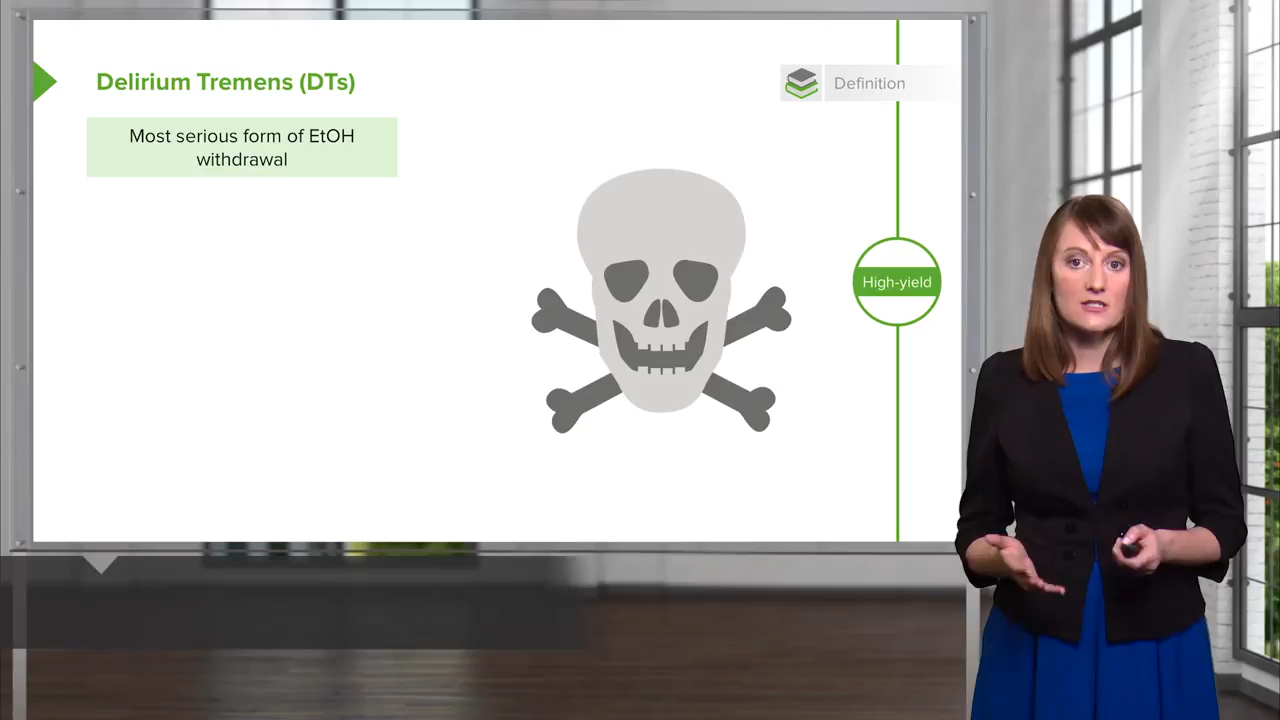 Delirium Tremens (DTs)
Definition
Most serious form of EtOH
withdrawal
High-yield